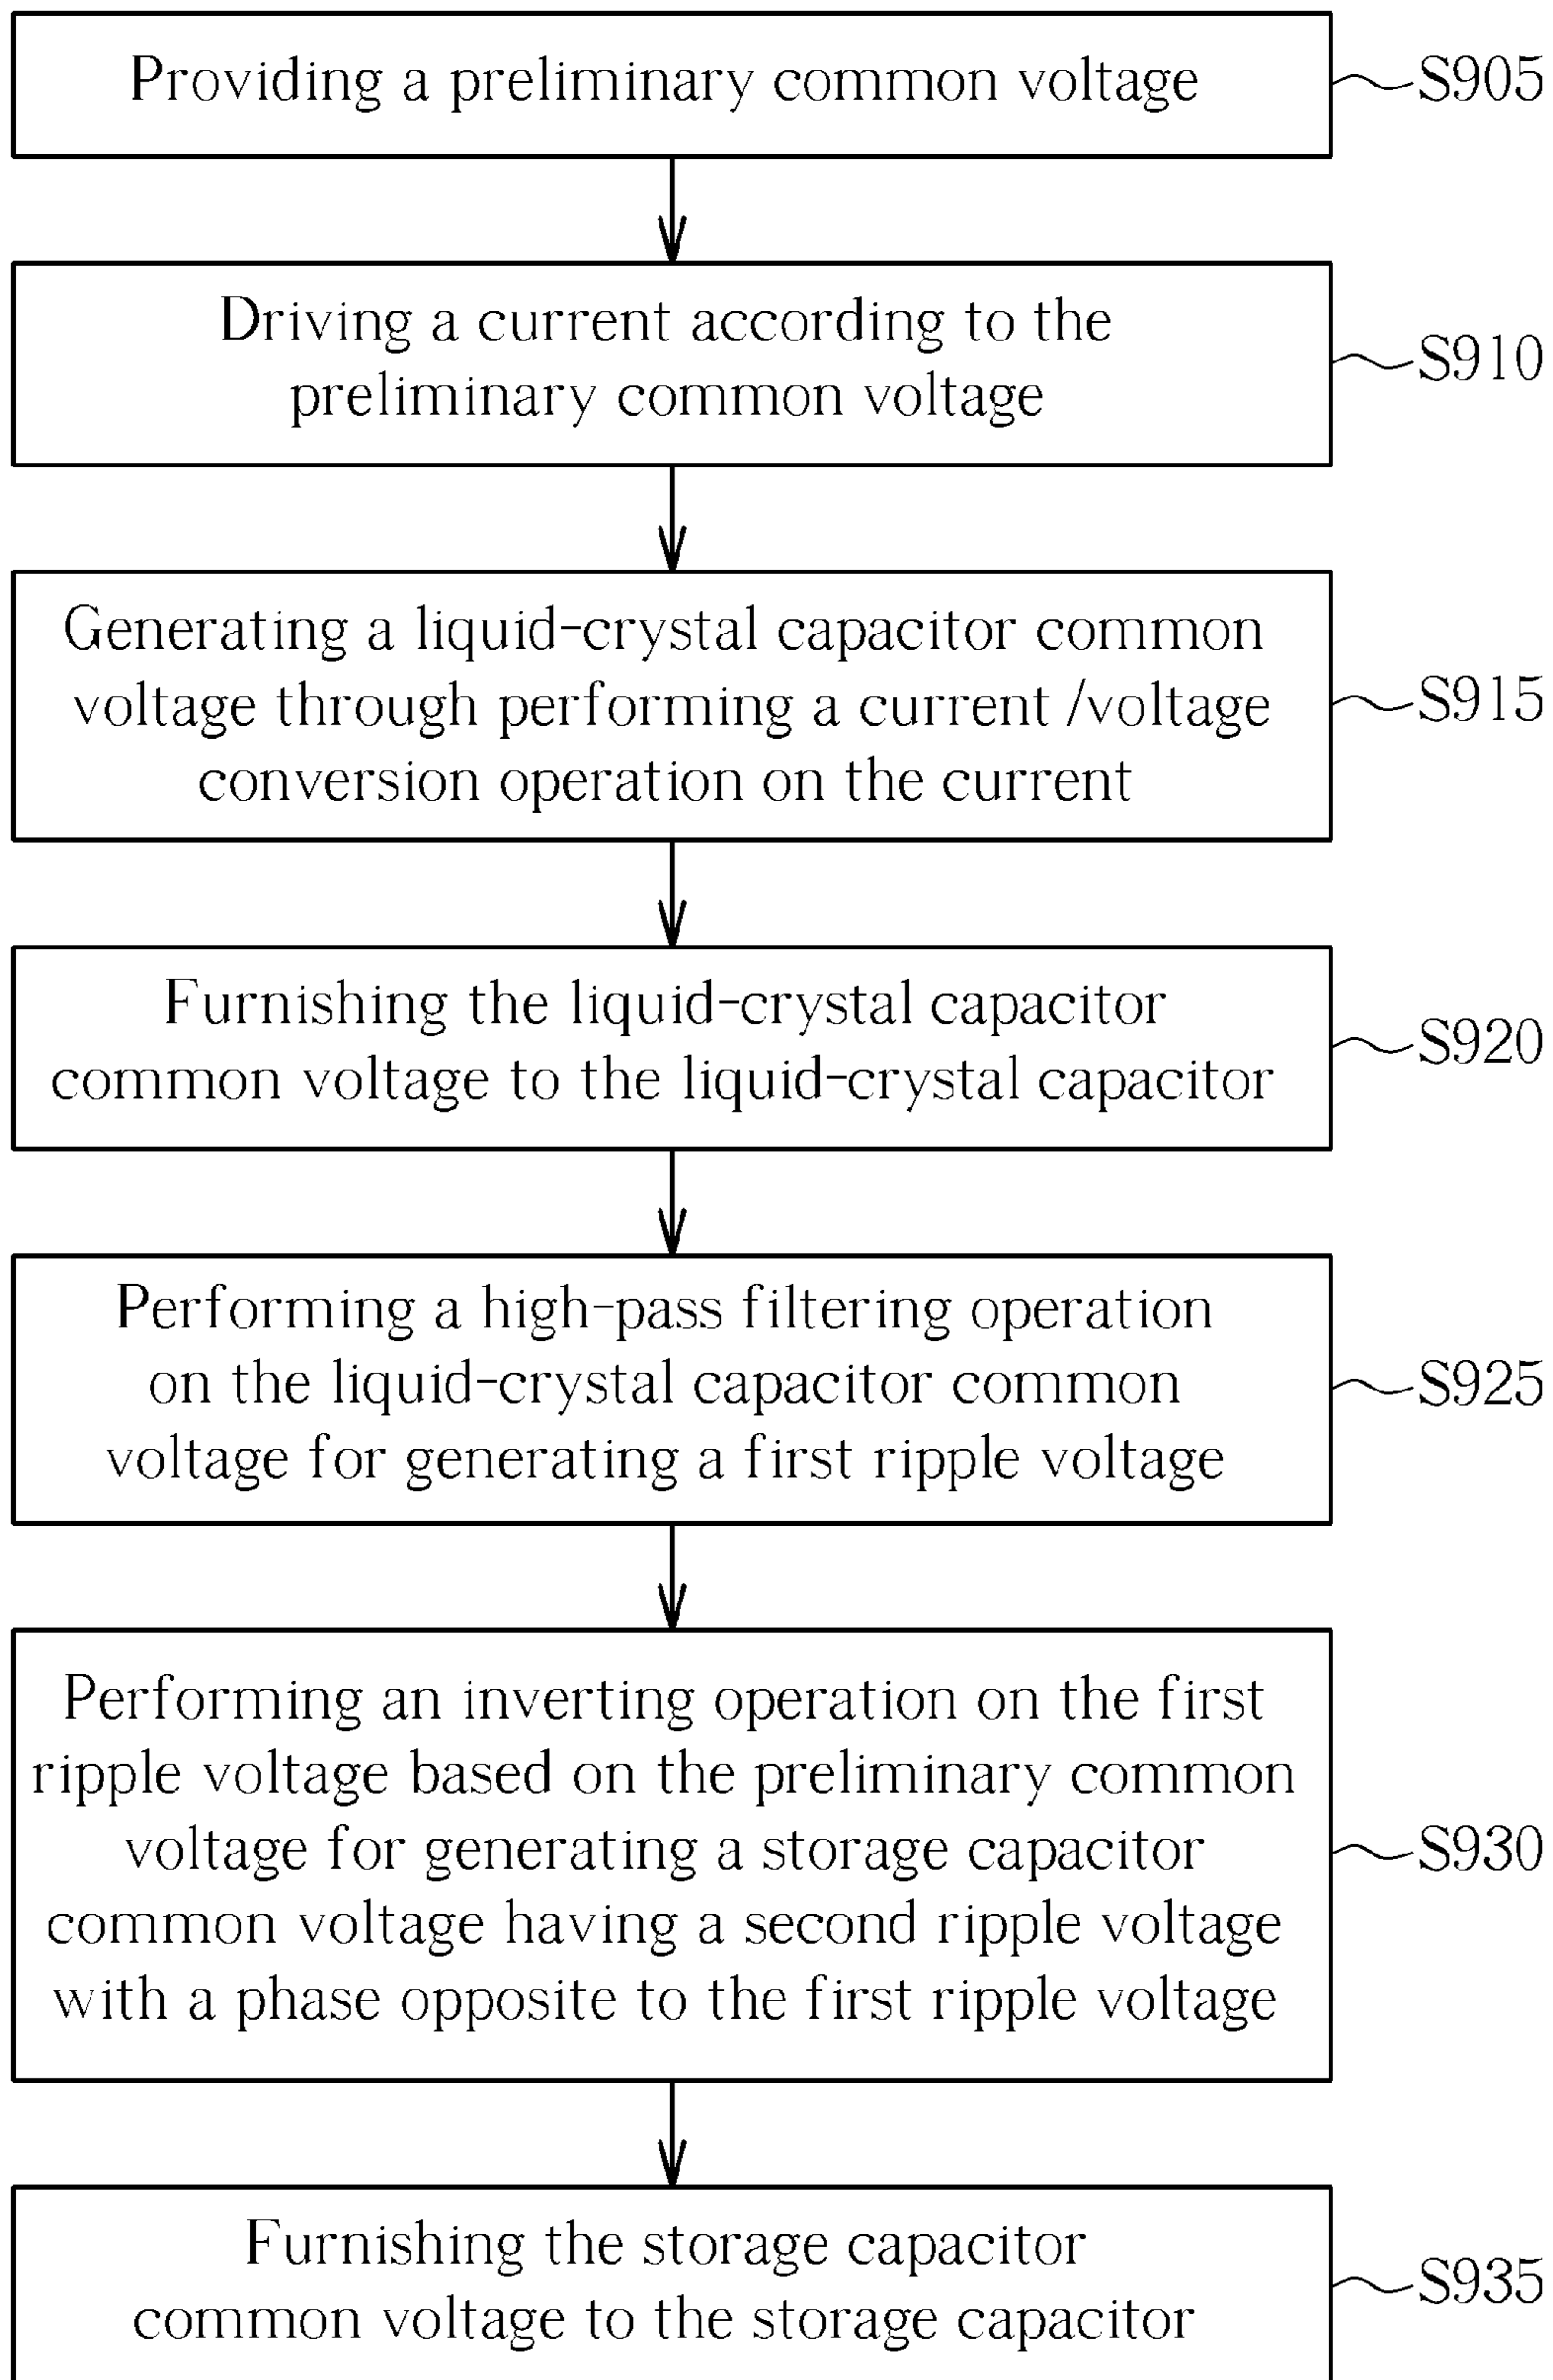 Providing a preliminary common voltage
S905
Driving a current according to the
preliminary common voltage
S910
Generating a liquid-crystal capacitor common
voltage through performing a current /voltage
conversion operation on the current
S915
Furnishing the liquid-crystal capacitor
common voltage to the liquid-crystal capacitor
S920
Performing a high-pass filtering operation
on the liquid-crystal capacitor common
voltage for generating a first ripple voltage
S925
Performing an inverting operation on the first
ripple voltage based on the preliminary common
voltage for generating a storage capacitor
common voltage having a second ripple voltage
with a phase opposite to the first ripple voltage
S930
Furnishing the storage capacitor
common voltage to the storage capacitor
S935